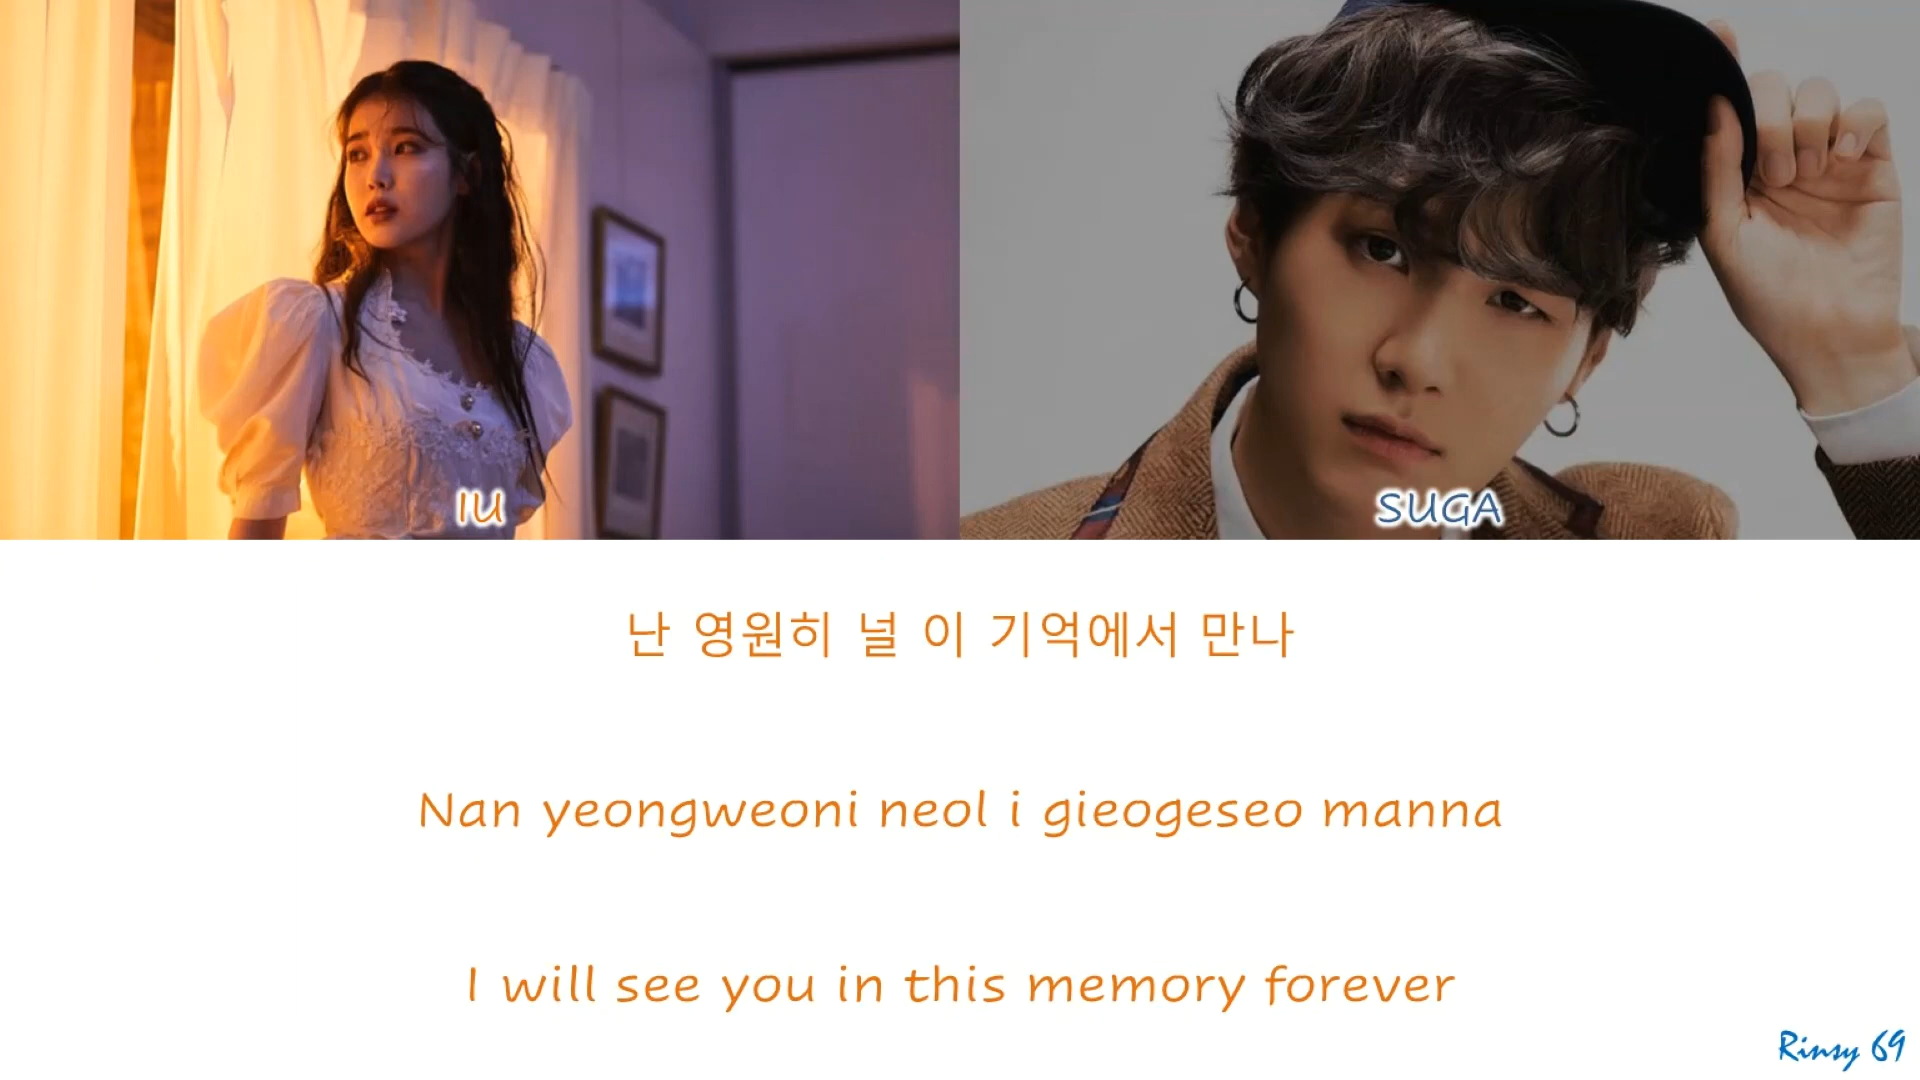 IU
SUGA
난 영원히 널 이 기억에서 만나
Nan yeongweoni neol i gieogeseo manna
I will see you in this memory forever
Rinsy 69